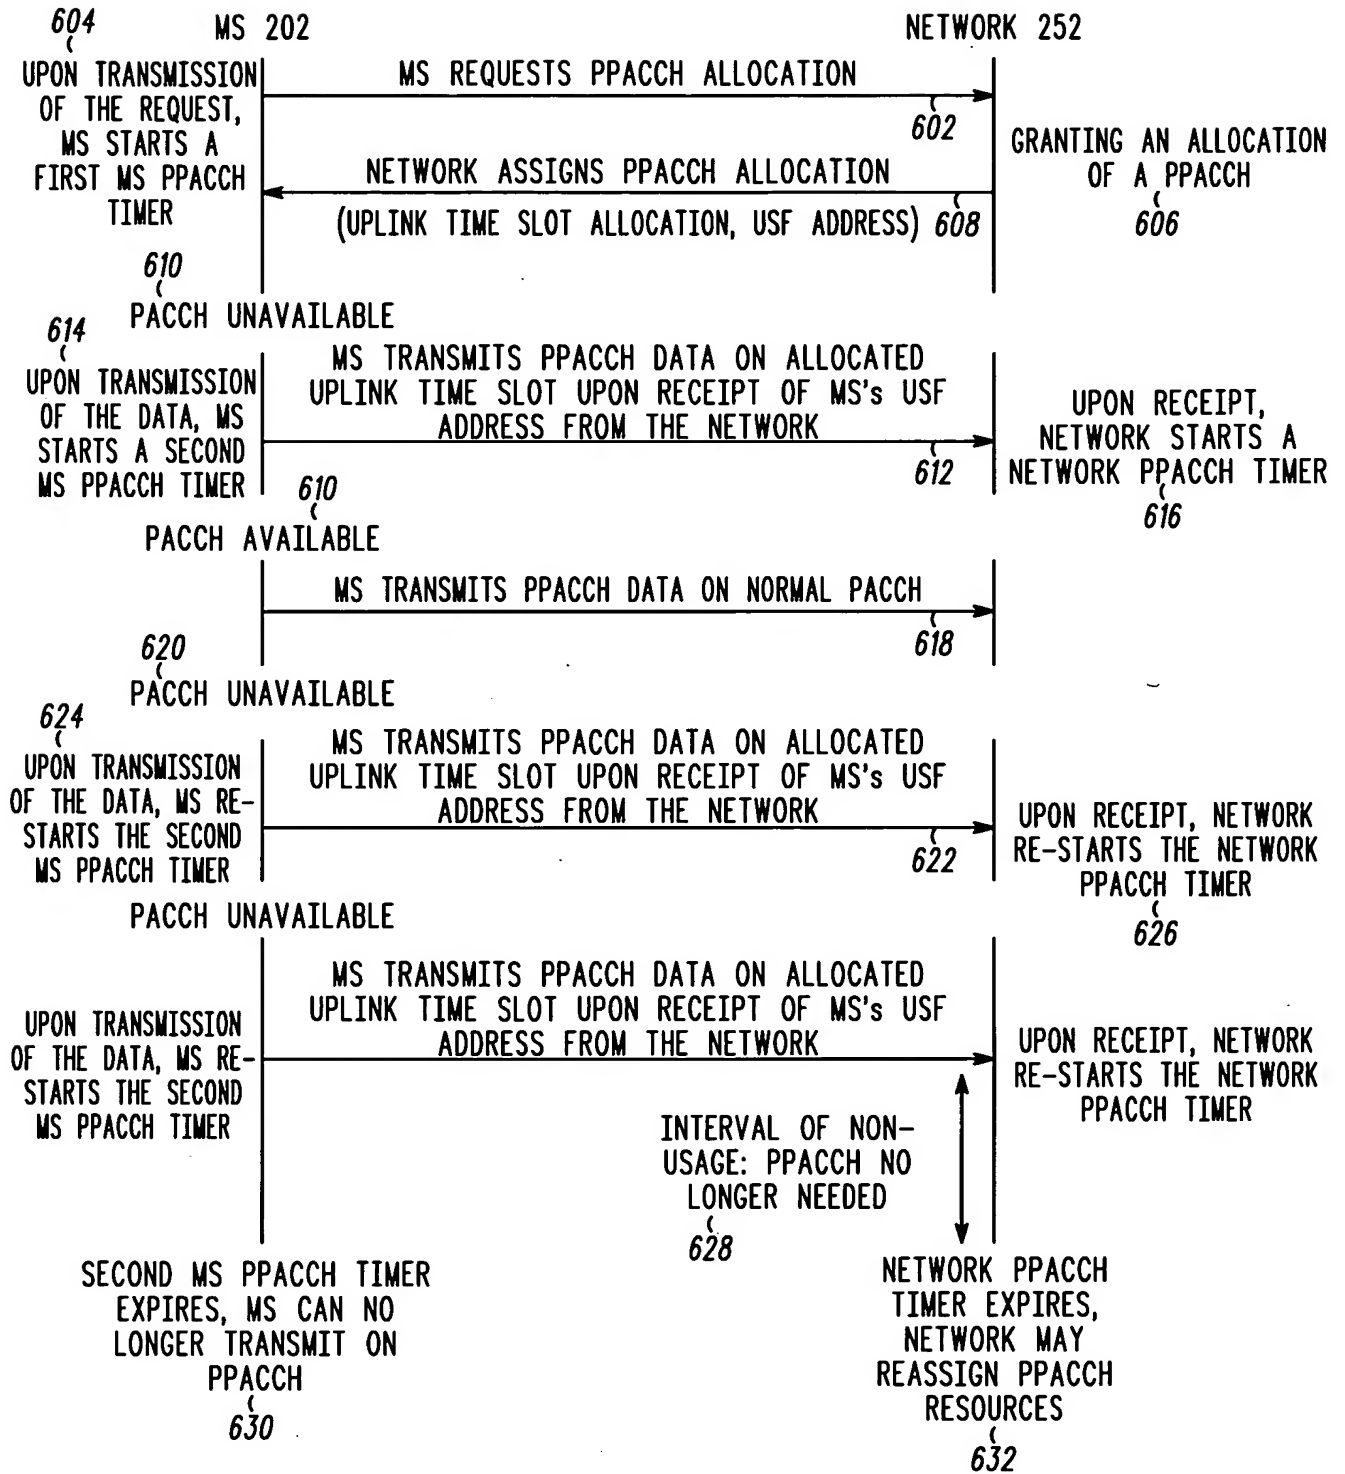 604
MS 202
NETWORK 252
UPON TRANSMISSION
OF THE REQUEST,
MS STARTS A
FIRST MS PPACCH
TIMER
MS REQUESTS PPACCH ALLOCATION
602
NETWORK ASSIGNS PPACCH ALLOCATION
(UPLINK TIME SLOT ALLOCATION, USF ADDRESS) 608
GRANTING AN ALLOCATION
OF A PPACCH
606
610
PACCH UNAVAILABLE
614
UPON TRANSMISSION
OF THE DATA, MS
STARTS A SECOND
MS PPACCH TIMER
MS TRANSMITS PPACCH DATA ON ALLOCATED
UPLINK TIME SLOT UPON RECEIPT OF MS's USF
ADDRESS FROM THE NETWORK
612
UPON RECEIPT,
NETWORK STARTS A
NETWORK PPACCH TIMER
616
610
PACCH AVAILABLE
MS TRANSMITS PPACCH DATA ON NORMAL PACCH
618
620
PACCH UNAVAILABLE
624
UPON TRANSMISSION
OF THE DATA, MS RE-
STARTS THE SECOND
MS PPACCH TIMER
MS TRANSMITS PPACCH DATA ON ALLOCATED
UPLINK TIME SLOT UPON RECEIPT OF MS's USF
ADDRESS FROM THE NETWORK
622
UPON RECEIPT, NETWORK
RE-STARTS THE NETWORK
PPACCH TIMER
626
PACCH UNAVAILABLE
UPON TRANSMISSION
OF THE DATA, MS RE-
STARTS THE SECOND
MS PPACCH TIMER
MS TRANSMITS PPACCH DATA ON ALLOCATED
UPLINK TIME SLOT UPON RECEIPT OF MS's USF
ADDRESS FROM THE NETWORK
UPON RECEIPT, NETWORK
RE-STARTS THE NETWORK
PPACCH TIMER
INTERVAL OF NON-
USAGE: PPACCH NO
LONGER NEEDED
628
SECOND MS PPACCH TIMER
EXPIRES, MS CAN NO
LONGER TRANSMIT ON
PPACCH
630
NETWORK PPACCH
TIMER EXPIRES,
NETWORK MAY
REASSIGN PPACCH
RESOURCES
632